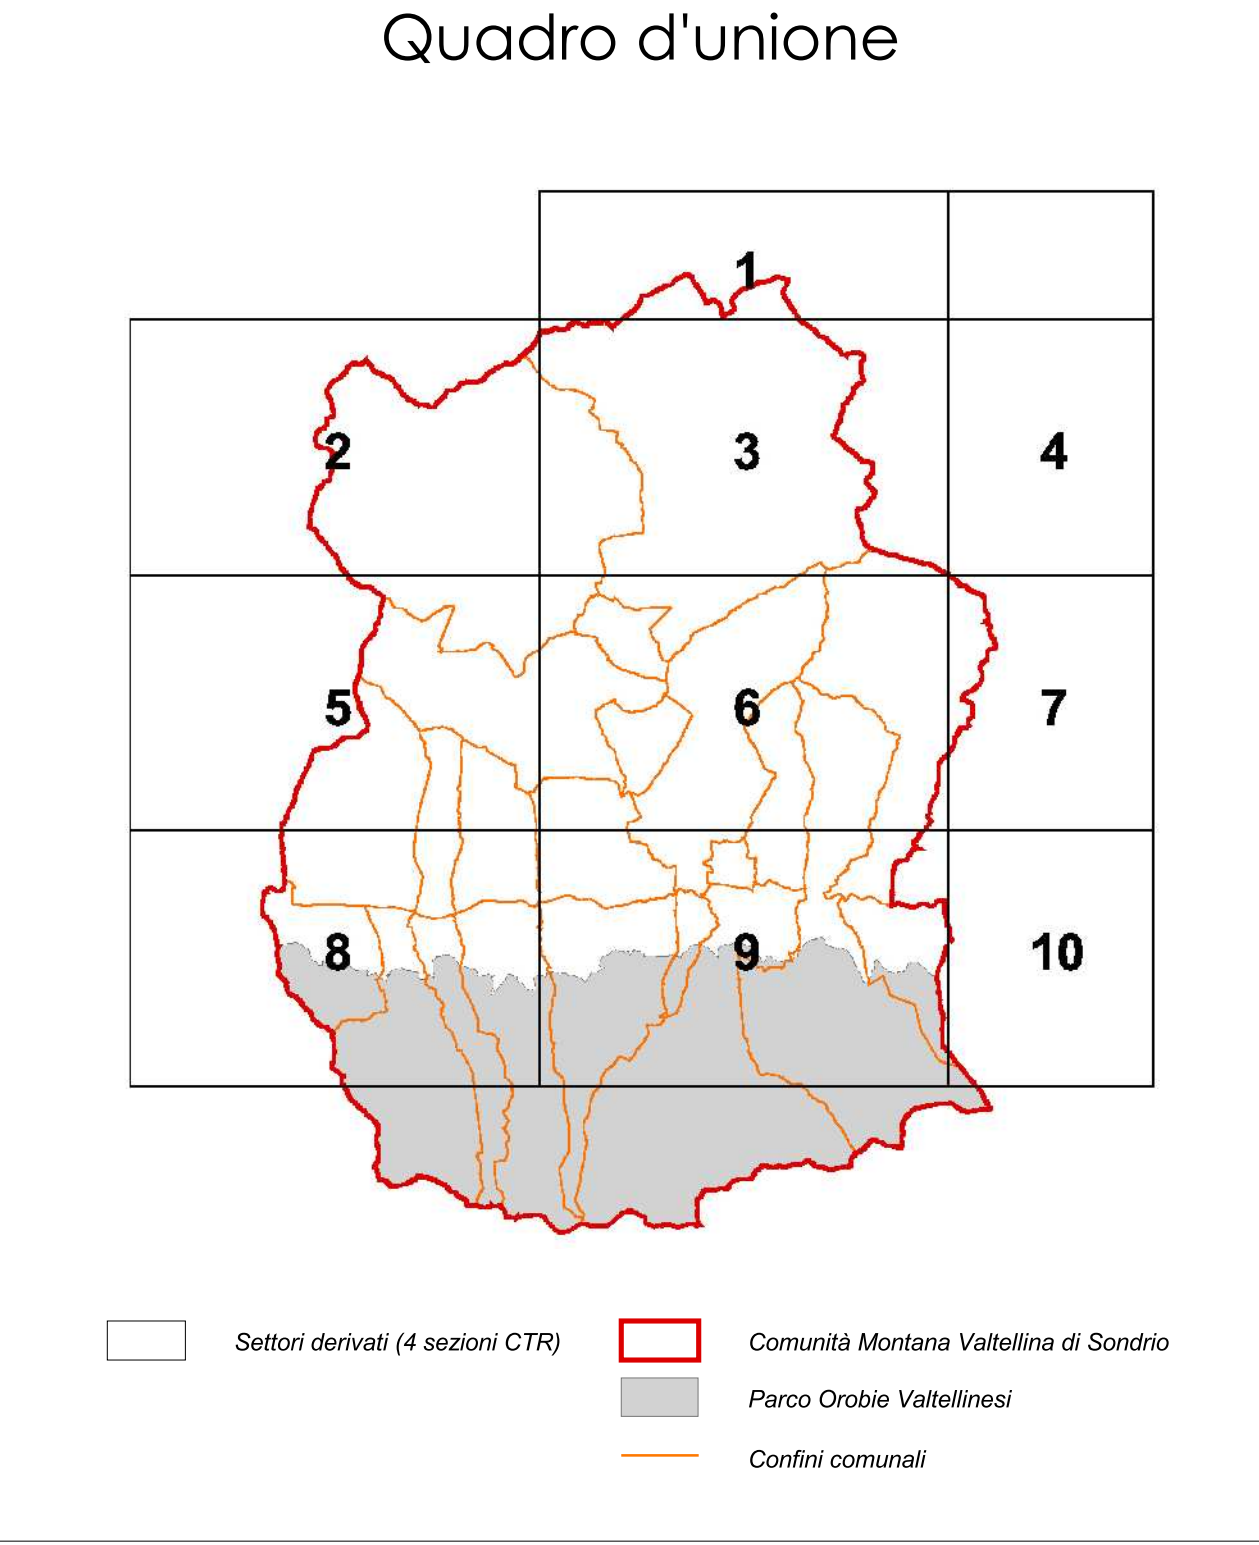 Quadro d'unione
1
2
3
4
5
6
7
8
9
10
Settori derivati (4 sezioni CTR)
Comunità Montana Valtellina di Sondrio
Parco Orobie Valtellinesi
Confini comunali